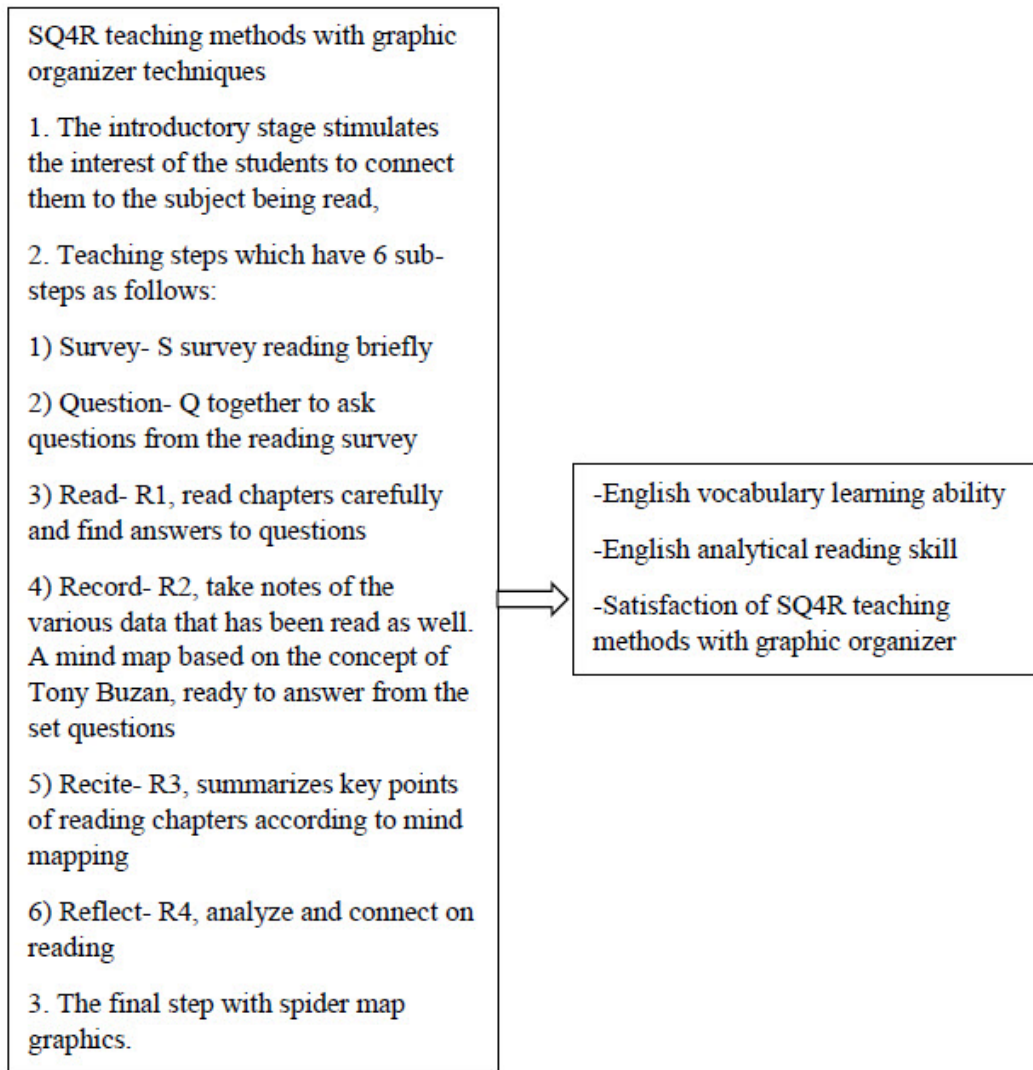 SQ4R teaching methods with graphic
organizer techniques
1. The introductory stage stimulates
the interest of the students to connect
them to the subject being read,
2. Teaching steps which have 6 sub-
steps as follows:
1) Survey- S survey reading briefly
2) Question- Q together to ask
questions from the reading survey
3) Read- R1, read chapters carefully
and find answers to questions
4) Record- R2, take notes of the
various data that has been read as well.
A mind map based on the concept of
Tony Buzan, ready to answer from the
set questions
5) Recite- R3, summarizes key points
of reading chapters according to mind
mapping
6) Reflect- R4, analyze and connect on
reading
3. The final step with spider map
graphics.
-English vocabulary learning ability
-English analytical reading skill
-Satisfaction of SQ4R teaching
methods with graphic organizer